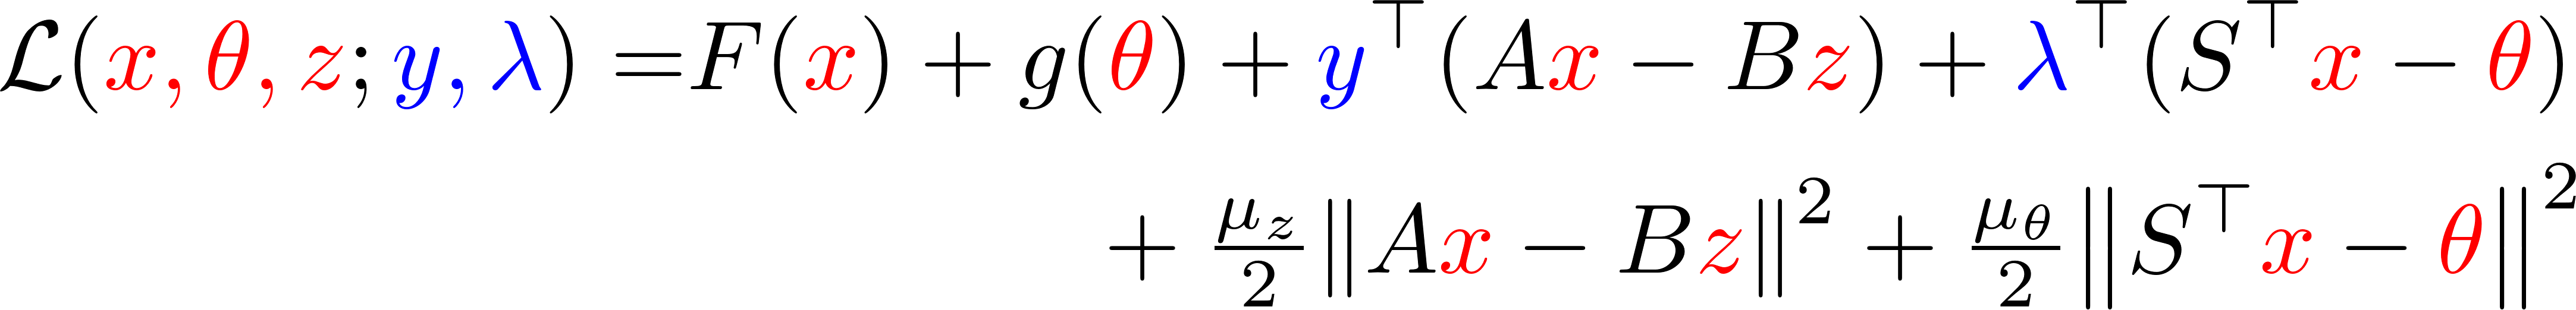 ℒ(x, θ, z; y, λ) =F(x) + g(θ) + y^⊤(Ax − Bz) + λ^⊤(S^⊤x − θ)
+ μ_z/2 ‖Ax − Bz‖² + μ_θ/2 ‖S^⊤x − θ‖²